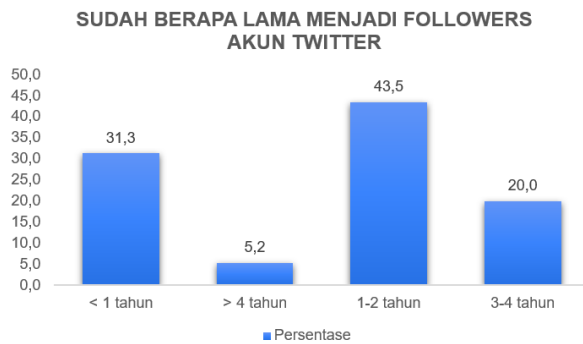 SUDAH BERAPA LAMA MENJADI FOLLOWERS
AKUN TWITTER
50,0
45,0
40,0
35,0
30,0
25,0
20,0
15,0
10,0
5,0
0,0
31,3
5,2
43,5
20,0
< 1 tahun
> 4 tahun
1-2 tahun
3-4 tahun
Persentase